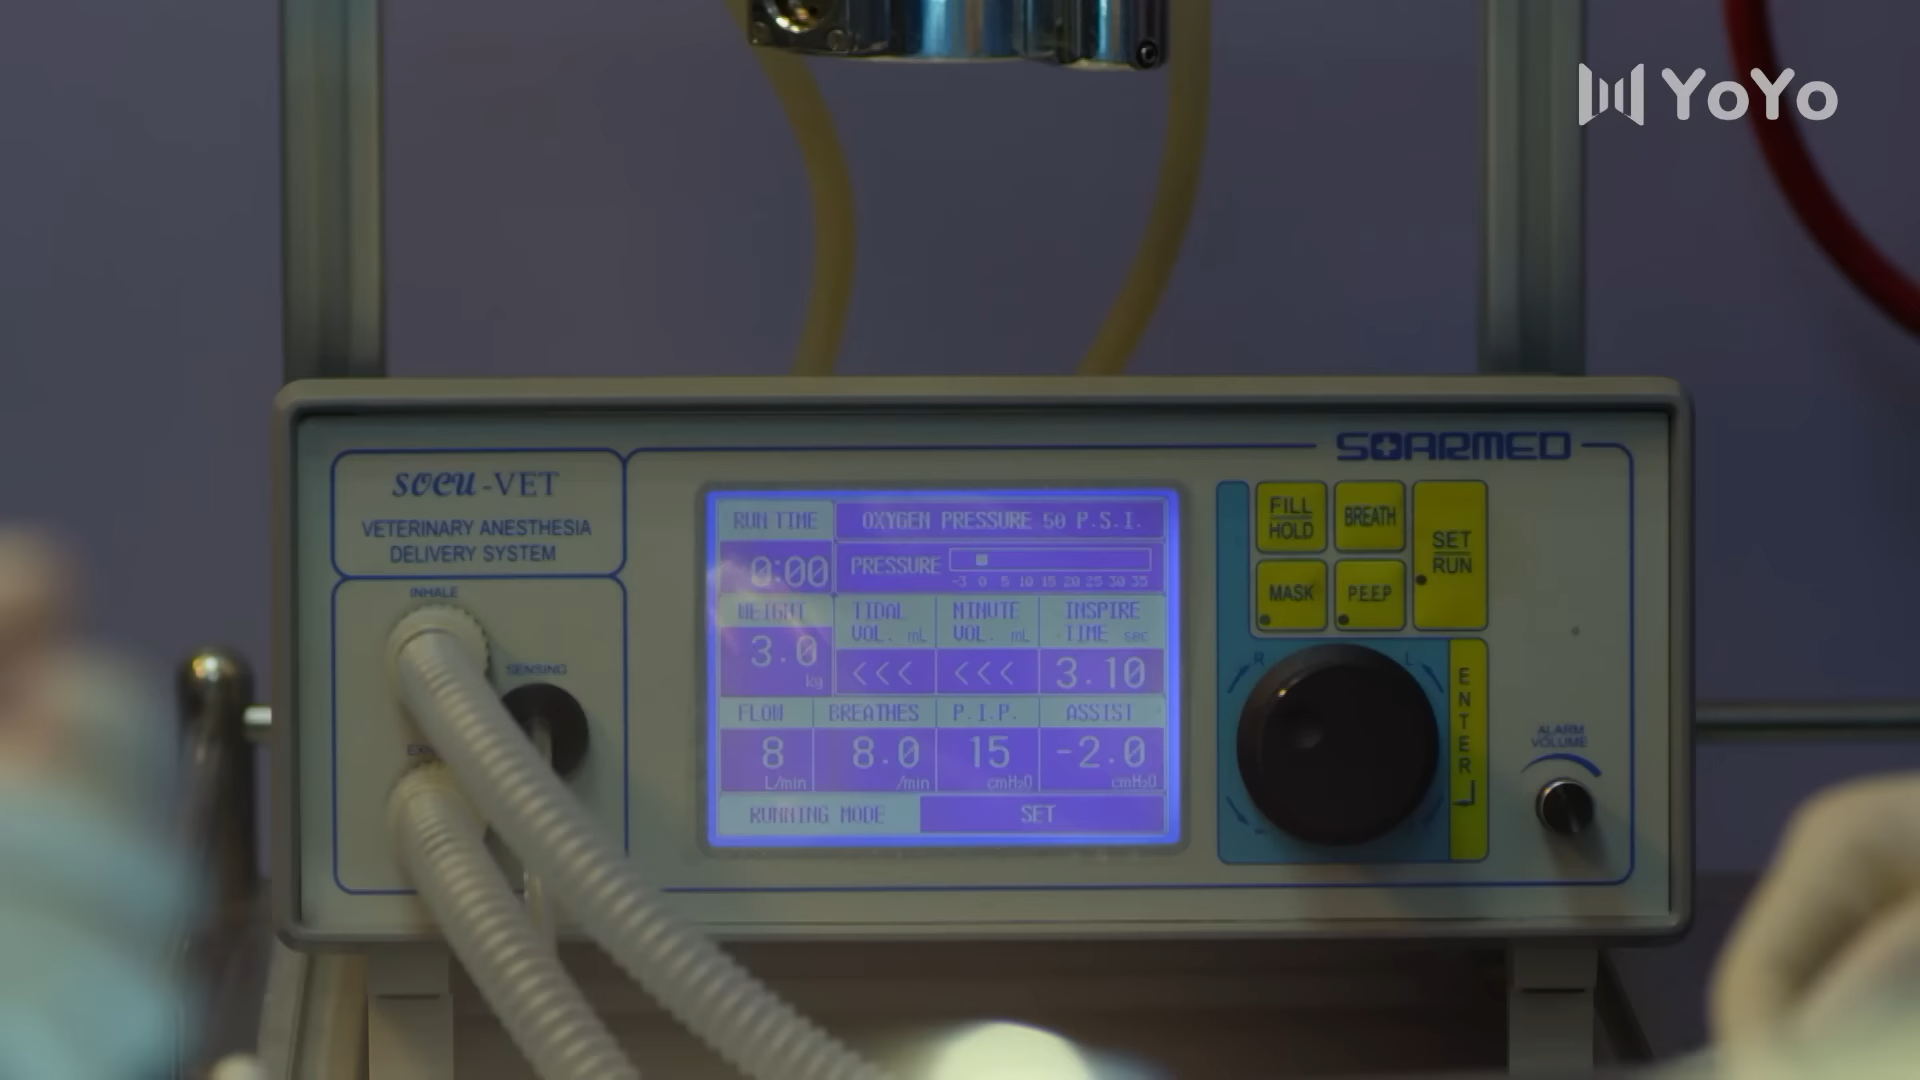 YoYo
SOARMED
socu-VET
VETERINARY ANESTHESIA
DELIVERY SYSTEM
INHALE
SENSING
RUN TIME
0:00
OXYGEN PRESSURE 50 P.S.I.
PRESSURE
-3 0 5 10 15 20 25 30 35
WEIGHT
3.0
kg
TIDAL
VOL. mL
<<<
MINUTE
VOL. mL
<<<
INSPIRE
TIME sec
3.10
FLOW
8
L/min
BREATHES
8.0
/min
P.I.P.
15
cmH₂O
ASSIST
-2.0
cmH₂O
RUNNING MODE
SET
FILL
HOLD
BREATH
SET
RUN
MASK
PEEP
R
L
ENTER
ALARM
VOLUME